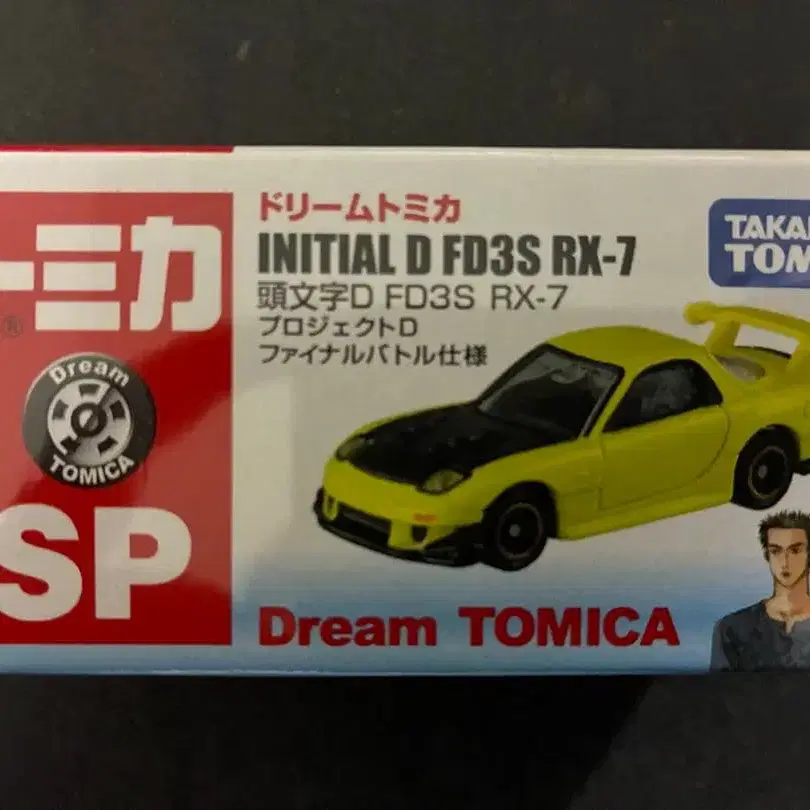 ーミカ
®
Dream
TOMICA
SP
ドリームトミカ
INITIAL D FD3S RX-7
頭文字D FD3S RX-7
プロジェクトD
ファイナルバトル仕様
TAKA
TOM
Dream TOMICA